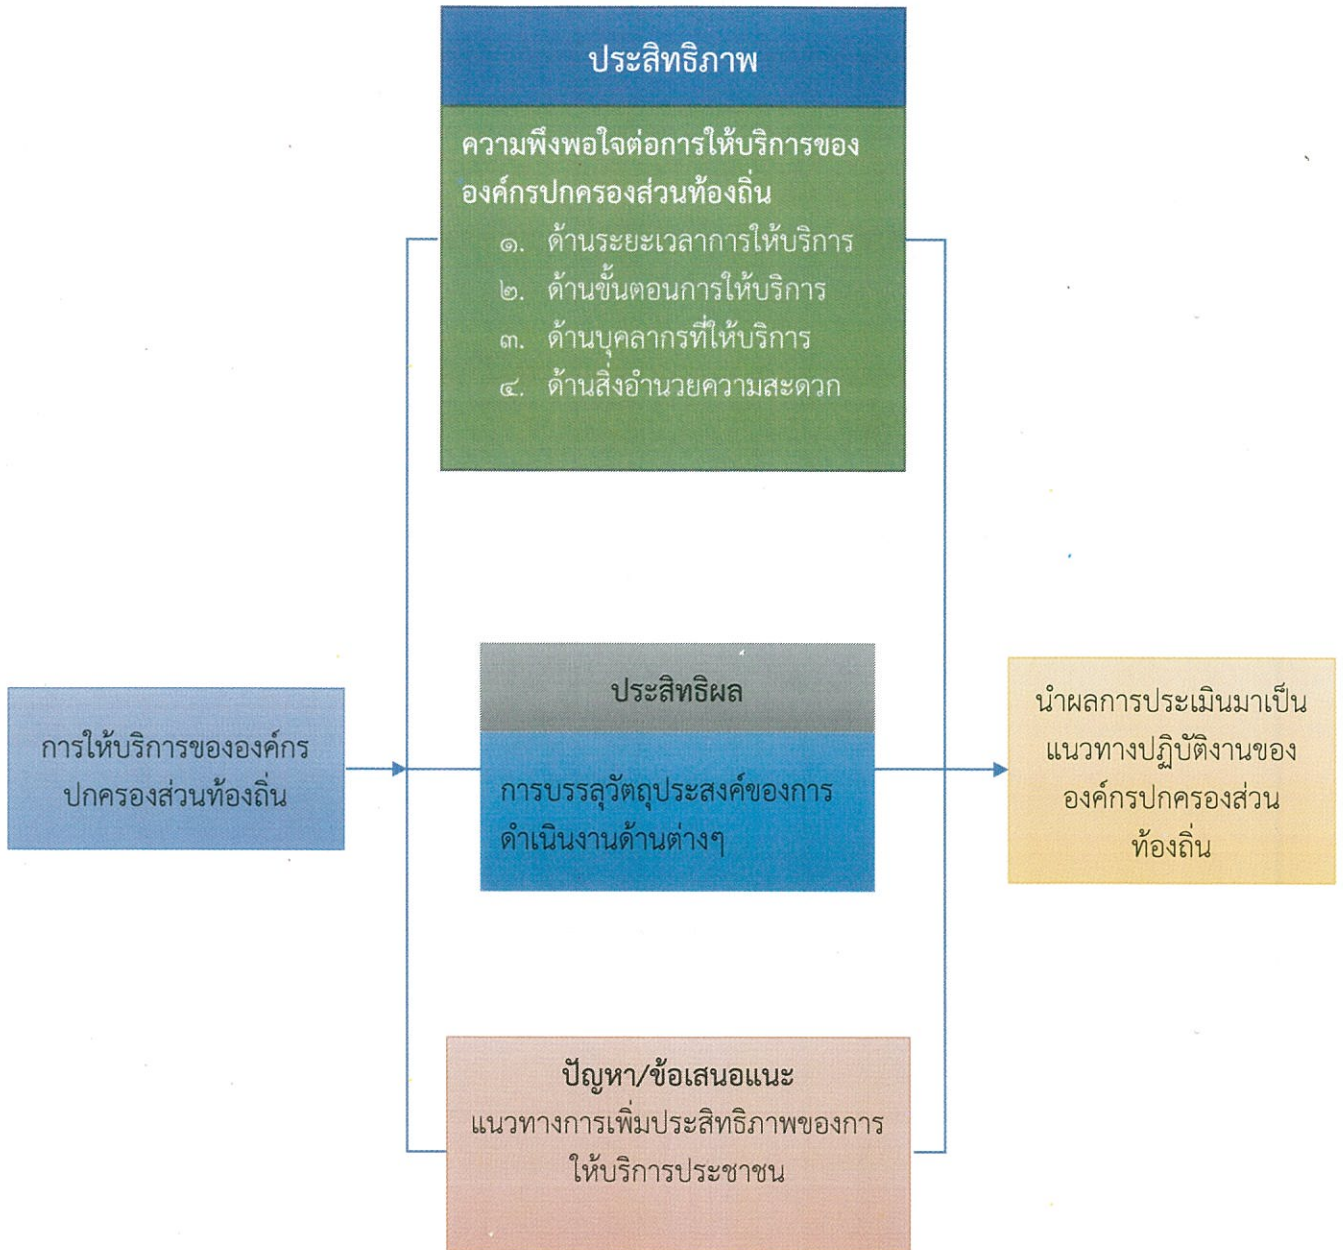 ประสิทธิภาพ
ความพึงพอใจต่อการให้บริการของ
องค์กรปกครองส่วนท้องถิ่น
๑. ด้านระยะเวลาการให้บริการ
๒. ด้านขั้นตอนการให้บริการ
๓. ด้านบุคลากรที่ให้บริการ
๔. ด้านสิ่งอำนวยความสะดวก
การให้บริการขององค์กร
ปกครองส่วนท้องถิ่น
ประสิทธิผล
การบรรลุวัตถุประสงค์ของการ
ดำเนินงานด้านต่างๆ
นำผลการประเมินมาเป็น
แนวทางปฏิบัติงานของ
องค์กรปกครองส่วน
ท้องถิ่น
ปัญหา/ข้อเสนอแนะ
แนวทางการเพิ่มประสิทธิภาพของการ
ให้บริการประชาชน